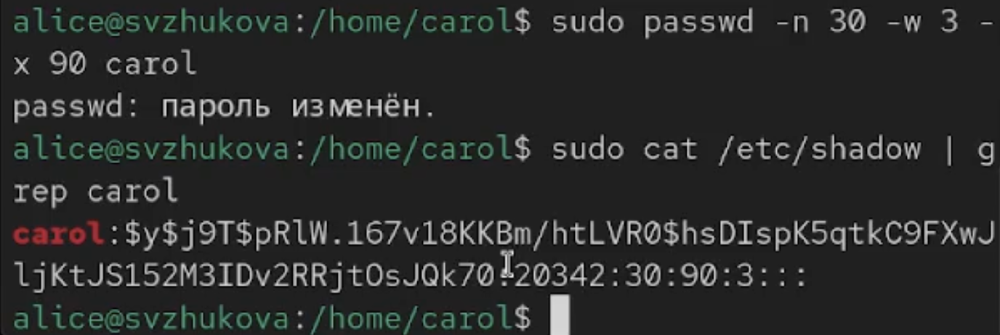 alice@svzhukova:/home/carol$ sudo passwd -n 30 -w 3 -
x 90 carol
passwd: пароль изменён.
alice@svzhukova:/home/carol$ sudo cat /etc/shadow | g
rep carol
carol:$y$j9T$pRlW.167v18KKBm/htLVR0$hsDIspK5qtkC9FXwJ
ljKtJS152M3IDv2RRjtOsJQk70:20342:30:90:3:::
alice@svzhukova:/home/carol$